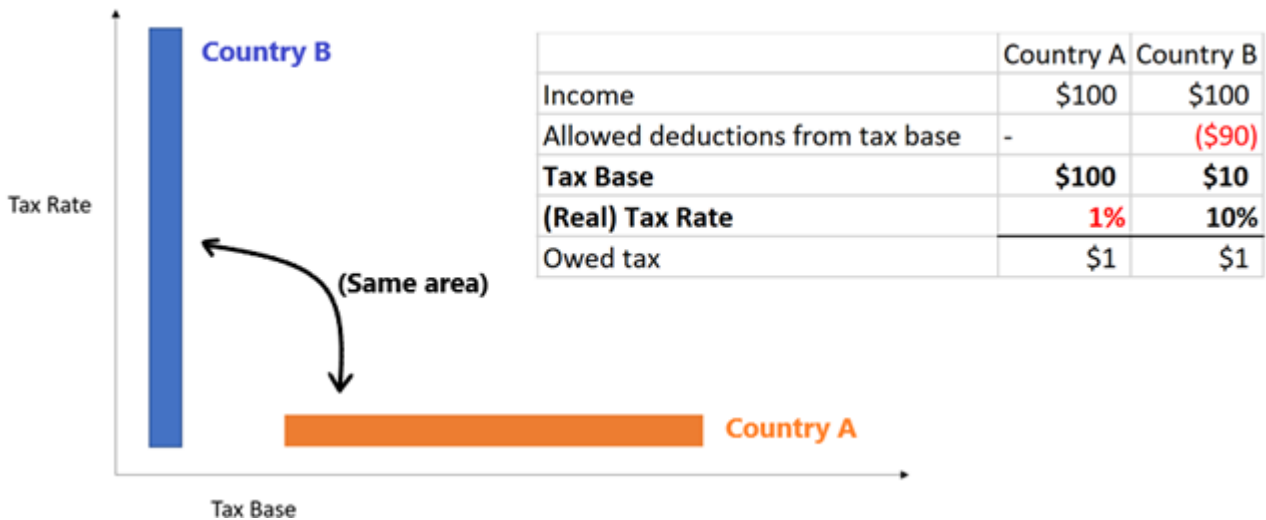 Country B
Tax Rate
(Same area)
Country A
Tax Base
Country A Country B
Income $100 $100
Allowed deductions from tax base - ($90)
Tax Base $100 $10
(Real) Tax Rate 1% 10%
Owed tax $1 $1